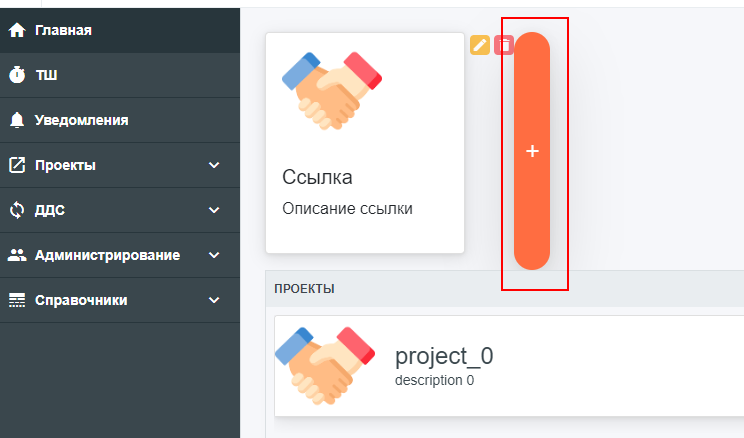 Главная
ТШ
Уведомления
Проекты
ДДС
Администрирование
Справочники
Ссылка
Описание ссылки
+
ПРОЕКТЫ
project_0
description 0